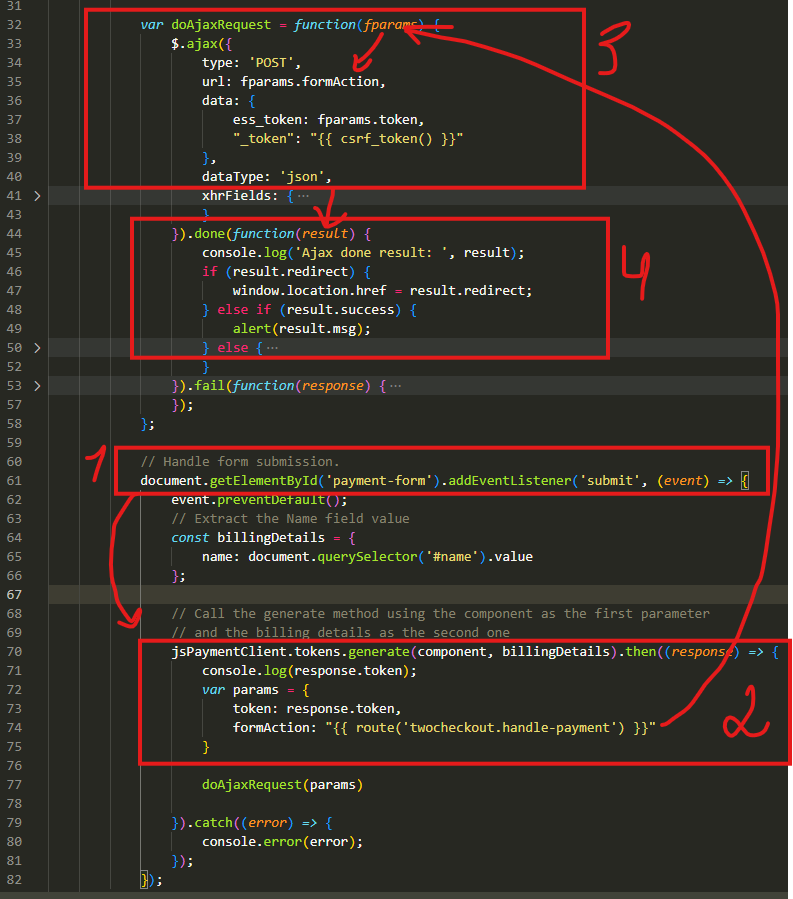 31
32 var doAjaxRequest = function(fparams) {
33 $.ajax({
34 type: 'POST',
35 url: fparams.formAction,
36 data: {
37 ess_token: fparams.token,
38 "_token": "{{ csrf_token() }}"
39 },
40 dataType: 'json',
41 > xhrFields: { ···
43 }
44 }).done(function(result) {
45 console.log('Ajax done result: ', result);
46 if (result.redirect) {
47 window.location.href = result.redirect;
48 } else if (result.success) {
49 alert(result.msg);
50 > } else { ···
52 }
53 > }).fail(function(response) { ···
57 });
58 };
59
60 // Handle form submission.
61 document.getElementById('payment-form').addEventListener('submit', (event) => {
62 event.preventDefault();
63 // Extract the Name field value
64 const billingDetails = {
65 name: document.querySelector('#name').value
66 };
67
68 // Call the generate method using the component as the first parameter
69 // and the billing details as the second one
70 jsPaymentClient.tokens.generate(component, billingDetails).then((response) => {
71 console.log(response.token);
72 var params = {
73 token: response.token,
74 formAction: "{{ route('twocheckout.handle-payment') }}"
75 }
76
77 doAjaxRequest(params)
78
79 }).catch((error) => {
80 console.error(error);
81 });
82 });
3
4
1
2